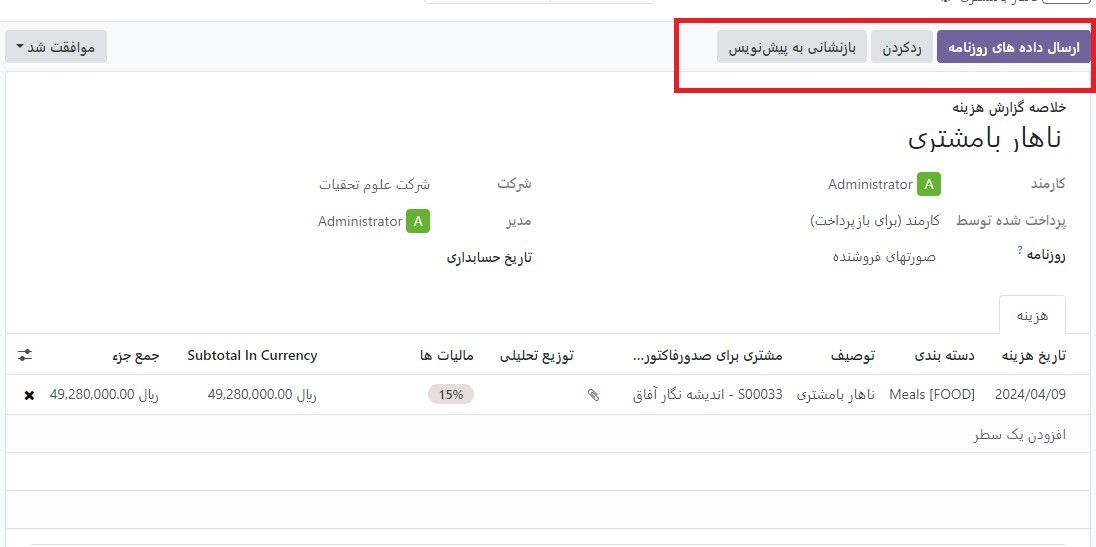 ارسال داده های روزنامه ردکردن بازنشانی به پیش‌نویس موافقت شد
خلاصه گزارش هزینه
ناهار بامشتری
کارمند A Administrator شرکت شرکت علوم تحقیات
پرداخت شده توسط کارمند (برای بازپرداخت) مدیر A Administrator
روزنامه ? صورتهای فروشنده تاریخ حسابداری
هزینه
تاریخ هزینه دسته بندی توصیف مشتری برای صدورفاکتور... توزیع تحلیلی مالیات ها Subtotal In Currency جمع جزء
2024/04/09 [FOOD] Meals ناهار بامشتری S00033 - اندیشه نگار آفاق 15% 49,280,000.00 ریال 49,280,000.00 ریال
افزودن یک سطر